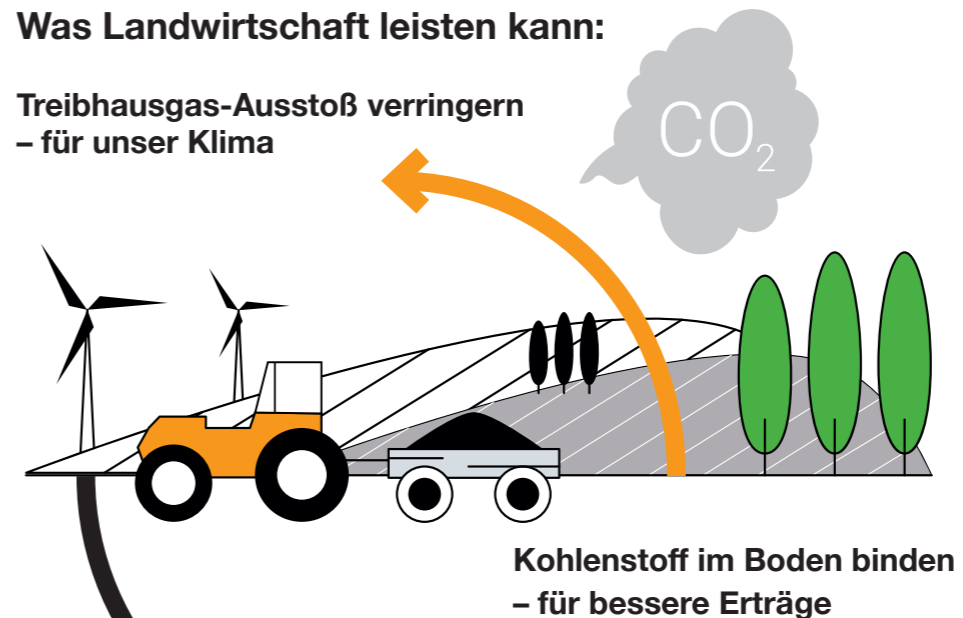 Was Landwirtschaft leisten kann:
Treibhausgas-Ausstoß verringern
– für unser Klima
CO₂
Kohlenstoff im Boden binden
– für bessere Erträge